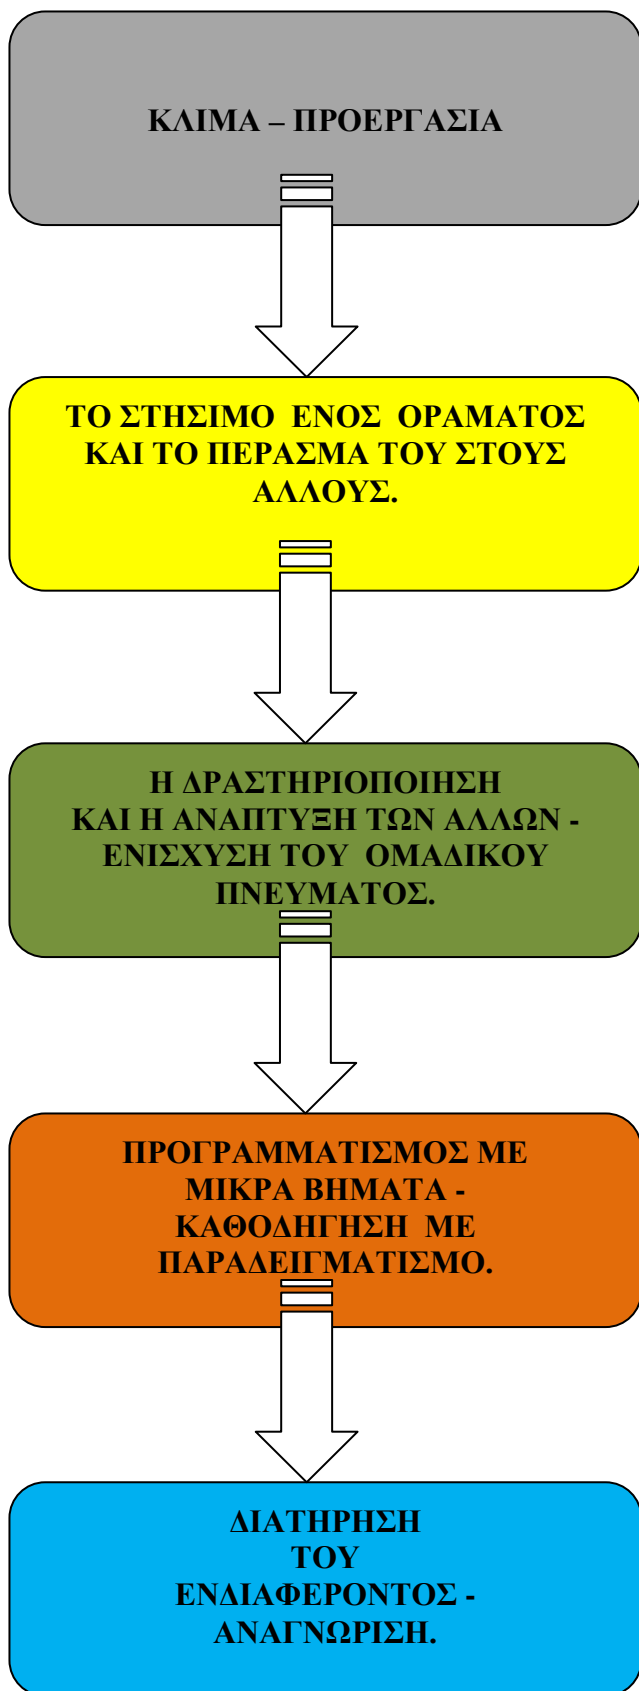 ΚΛΙΜΑ – ΠΡΟΕΡΓΑΣΙΑ
ΤΟ ΣΤΗΣΙΜΟ ΕΝΟΣ ΟΡΑΜΑΤΟΣ
ΚΑΙ ΤΟ ΠΕΡΑΣΜΑ ΤΟΥ ΣΤΟΥΣ
ΑΛΛΟΥΣ.
Η ΔΡΑΣΤΗΡΙΟΠΟΙΗΣΗ
ΚΑΙ Η ΑΝΑΠΤΥΞΗ ΤΩΝ ΑΛΛΩΝ -
ΕΝΙΣΧΥΣΗ ΤΟΥ ΟΜΑΔΙΚΟΥ
ΠΝΕΥΜΑΤΟΣ.
ΠΡΟΓΡΑΜΜΑΤΙΣΜΟΣ ΜΕ
ΜΙΚΡΑ ΒΗΜΑΤΑ -
ΚΑΘΟΔΗΓΗΣΗ ΜΕ
ΠΑΡΑΔΕΙΓΜΑΤΙΣΜΟ.
ΔΙΑΤΗΡΗΣΗ
ΤΟΥ
ΕΝΔΙΑΦΕΡΟΝΤΟΣ -
ΑΝΑΓΝΩΡΙΣΗ.